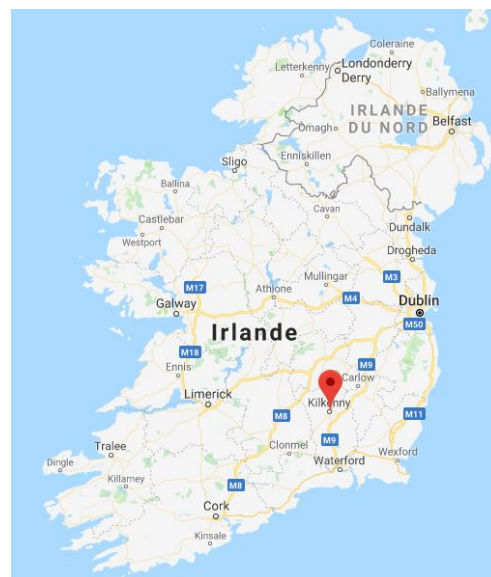 Coleraine
Letterkenny
Londonderry
Derry
Ballymena
IRLANDE
DU NORD
Belfast
Omagh
Enniskillen
Sligo
Ballina
Cavan
Castlebar
Westport
Dundalk
Drogheda
M3
Mullingar
M17
Athlone
M4
Galway
Dublin
M50
Irlande
M18
M9
Ennis
Carlow
Limerick
Kilkenny
M8
M11
M9
Clonmel
Tralee
Wexford
Waterford
Dingle
Killarney
M8
Cork
Kinsale